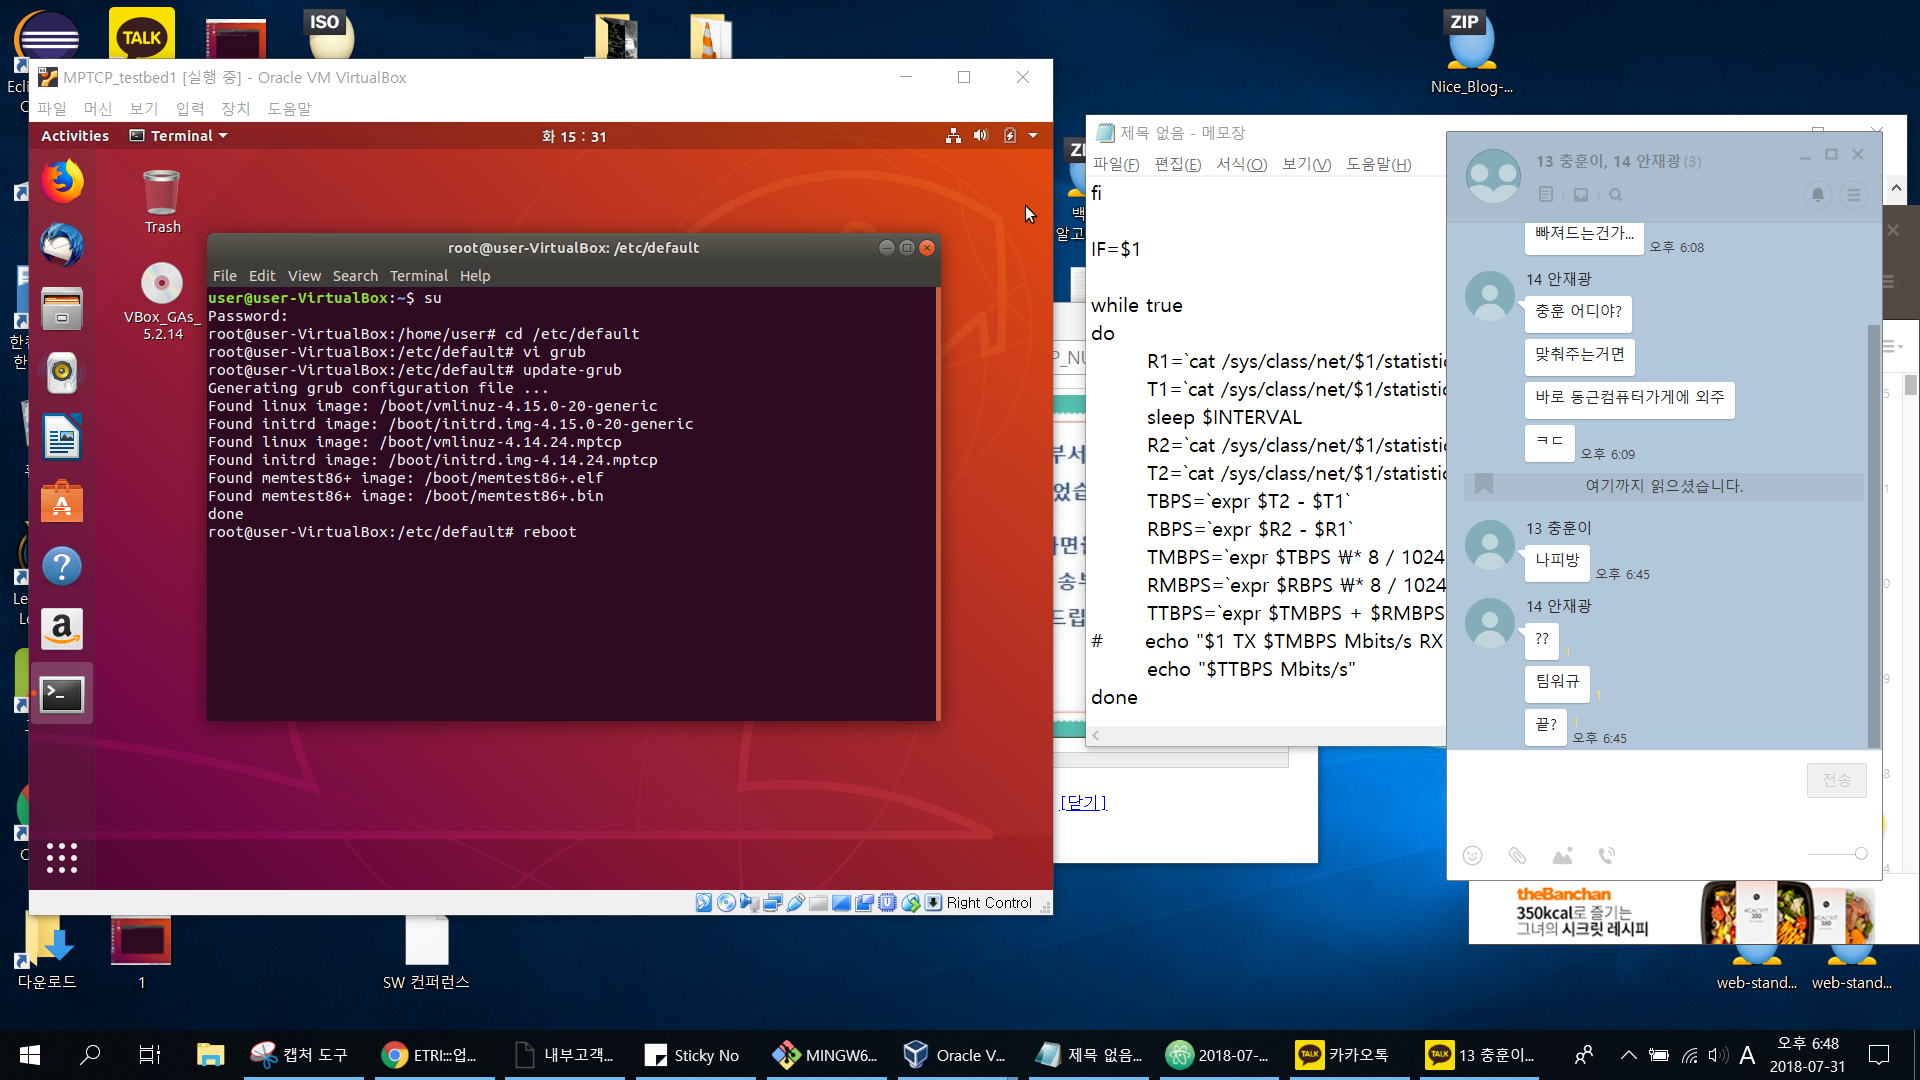 ISO
TALK
ZIP
Nice_Blog-...
MPTCP_testbed1 [실행 중] - Oracle VM VirtualBox
파일 머신 보기 입력 장치 도움말
Activities Terminal 화 15 : 31
Trash
VBox_GAs_
5.2.14
root@user-VirtualBox: /etc/default
File Edit View Search Terminal Help
user@user-VirtualBox:~$ su
Password:
root@user-VirtualBox:/home/user# cd /etc/default
root@user-VirtualBox:/etc/default# vi grub
root@user-VirtualBox:/etc/default# update-grub
Generating grub configuration file ...
Found linux image: /boot/vmlinuz-4.15.0-20-generic
Found initrd image: /boot/initrd.img-4.15.0-20-generic
Found linux image: /boot/vmlinuz-4.14.24.mptcp
Found initrd image: /boot/initrd.img-4.14.24.mptcp
Found memtest86+ image: /boot/memtest86+.elf
Found memtest86+ image: /boot/memtest86+.bin
done
root@user-VirtualBox:/etc/default# reboot
Right Control
제목 없음 - 메모장
파일(F) 편집(E) 서식(O) 보기(V) 도움말(H)
fi
IF=$1
while true
do
R1=`cat /sys/class/net/$1/statistic
T1=`cat /sys/class/net/$1/statistic
sleep $INTERVAL
R2=`cat /sys/class/net/$1/statistic
T2=`cat /sys/class/net/$1/statistic
TBPS=`expr $T2 - $T1`
RBPS=`expr $R2 - $R1`
TMBPS=`expr $TBPS ₩* 8 / 1024
RMBPS=`expr $RBPS ₩* 8 / 1024
TTBPS=`expr $TMBPS + $RMBPS
# echo "$1 TX $TMBPS Mbits/s RX
echo "$TTBPS Mbits/s"
done
[닫기]
13 충훈이, 14 안재광 (3)
빠져드는건가... 오후 6:08
14 안재광
충훈 어디야?
맞춰주는거면
바로 동근컴퓨터가게에 외주
ㅋㄷ 오후 6:09
여기까지 읽으셨습니다.
13 충훈이
나피방 오후 6:45
14 안재광
?? 1
팀워규 1
끝? 1
오후 6:45
전송
theBanchan
350kcal로 즐기는
그녀의 시크릿 레시피
다운로드
1
SW 컨퍼런스
web-stand...
web-stand...
캡처 도구
ETRI:::업...
내부고객...
Sticky No
MINGW6...
Oracle V...
제목 없음...
2018-07-...
카카오톡
13 충훈이...
A
오후 6:48
2018-07-31